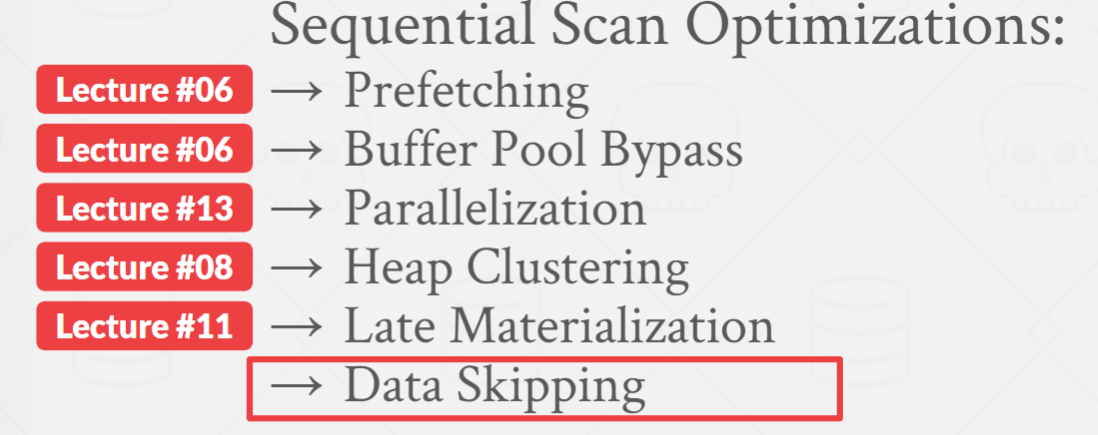 Sequential Scan Optimizations:
Lecture #06 → Prefetching
Lecture #06 → Buffer Pool Bypass
Lecture #13 → Parallelization
Lecture #08 → Heap Clustering
Lecture #11 → Late Materialization
→ Data Skipping